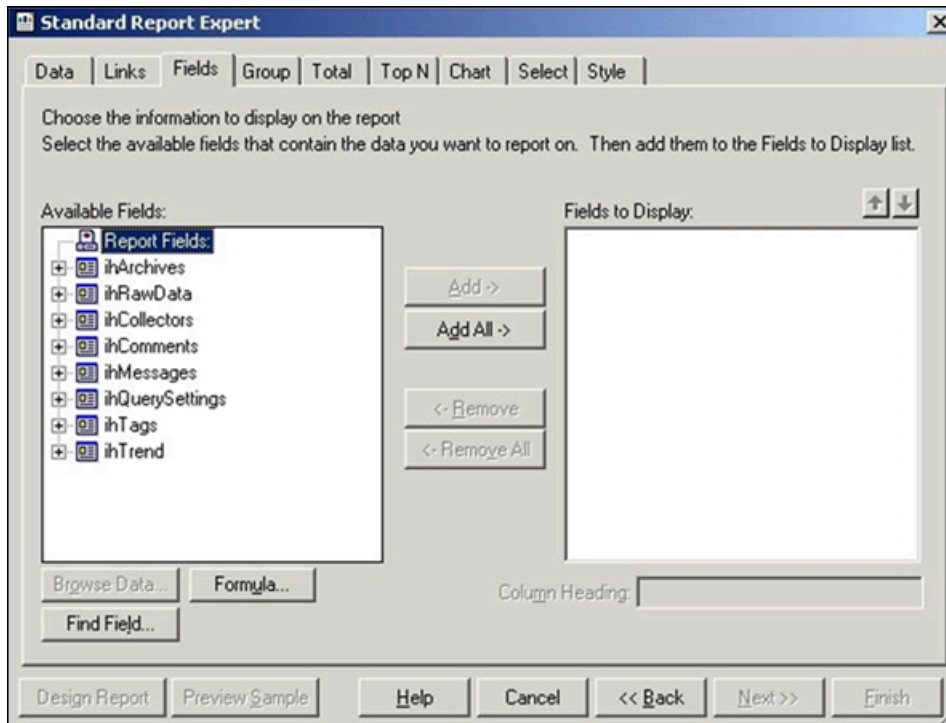 Standard Report Expert
Data Links Fields Group Total Top N Chart Select Style
Choose the information to display on the report
Select the available fields that contain the data you want to report on. Then add them to the Fields to Display list.
Available Fields:
Report Fields:
ihArchives
ihRawData
ihCollectors
ihComments
ihMessages
ihQuerySettings
ihTags
ihTrend
Add ->
Add All ->
<- Remove
<- Remove All
Fields to Display:
Browse Data... Formula...
Find Field...
Column Heading:
Design Report Preview Sample Help Cancel << Back Next >> Finish